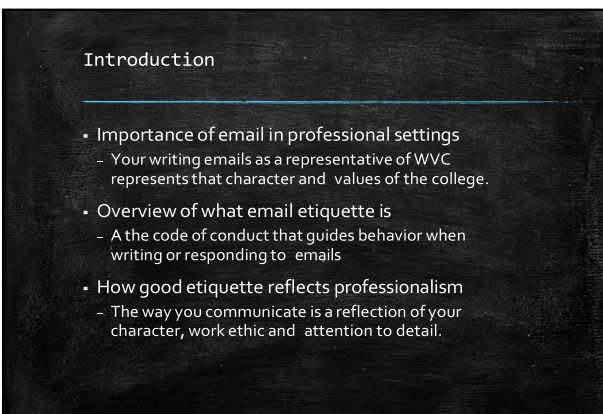 Introduction
▪ Importance of email in professional settings
– Your writing emails as a representative of WVC
represents that character and values of the college.
▪ Overview of what email etiquette is
– A the code of conduct that guides behavior when
writing or responding to emails
▪ How good etiquette reflects professionalism
– The way you communicate is a reflection of your
character, work ethic and attention to detail.